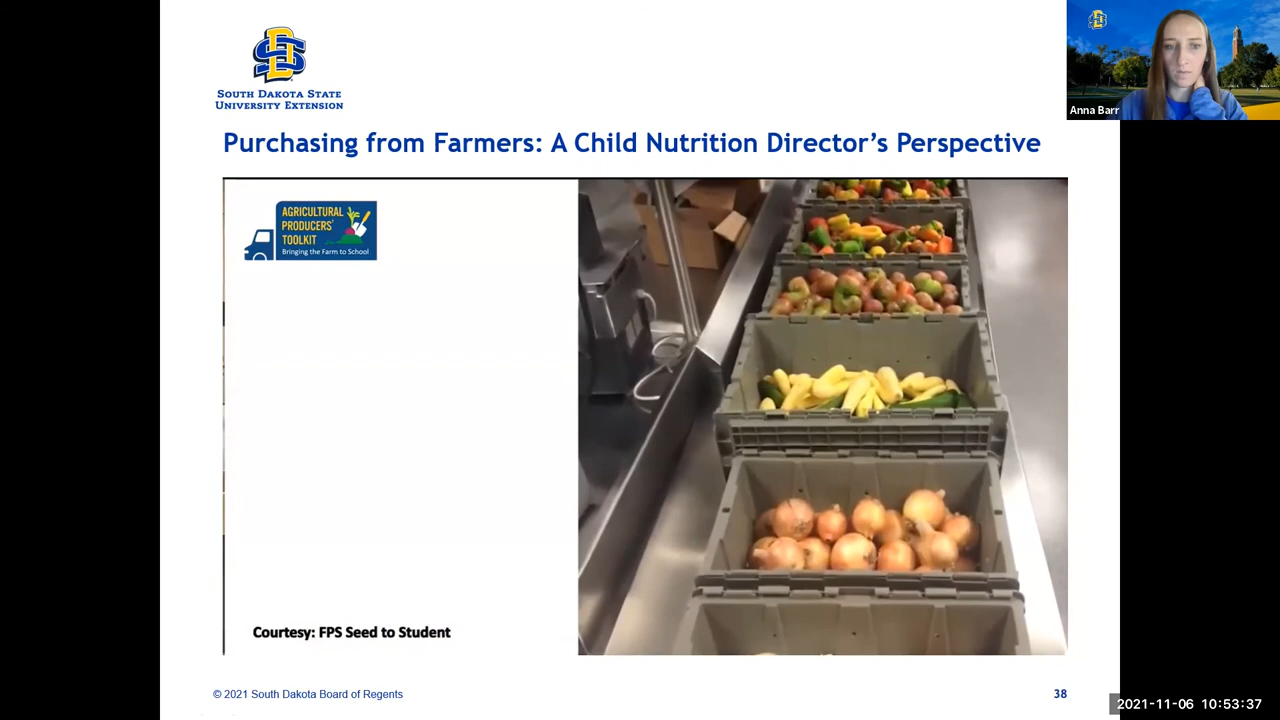 SOUTH DAKOTA STATE
UNIVERSITY EXTENSION
Anna Barr
Purchasing from Farmers: A Child Nutrition Director's Perspective
AGRICULTURAL
PRODUCERS'
TOOLKIT
Bringing the Farm to School
Courtesy: FPS Seed to Student
© 2021 South Dakota Board of Regents
38
2021-11-06 10:53:37